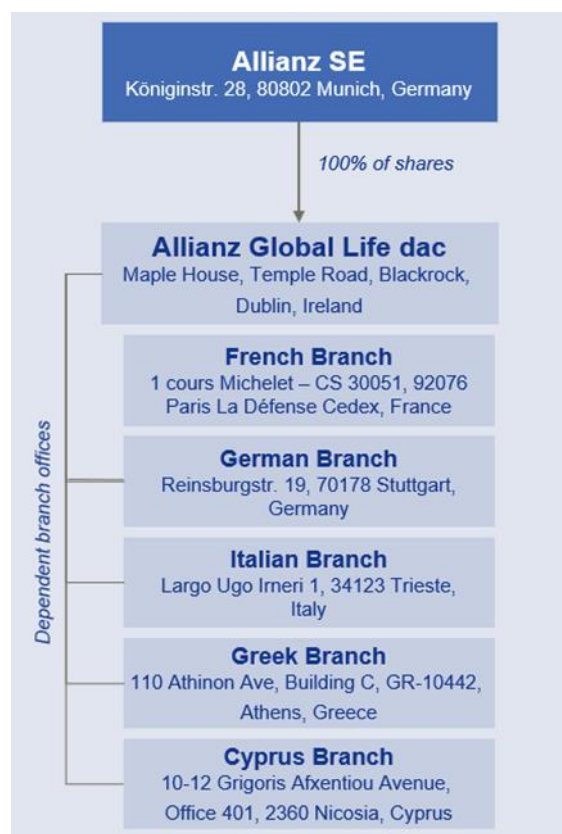 Allianz SE
Königinstr. 28, 80802 Munich, Germany
100% of shares
Allianz Global Life dac
Maple House, Temple Road, Blackrock,
Dublin, Ireland
Dependent branch offices
French Branch
1 cours Michelet – CS 30051, 92076
Paris La Défense Cedex, France
German Branch
Reinsburgstr. 19, 70178 Stuttgart,
Germany
Italian Branch
Largo Ugo Irneri 1, 34123 Trieste,
Italy
Greek Branch
110 Athinon Ave, Building C, GR-10442,
Athens, Greece
Cyprus Branch
10-12 Grigoris Afxentiou Avenue,
Office 401, 2360 Nicosia, Cyprus